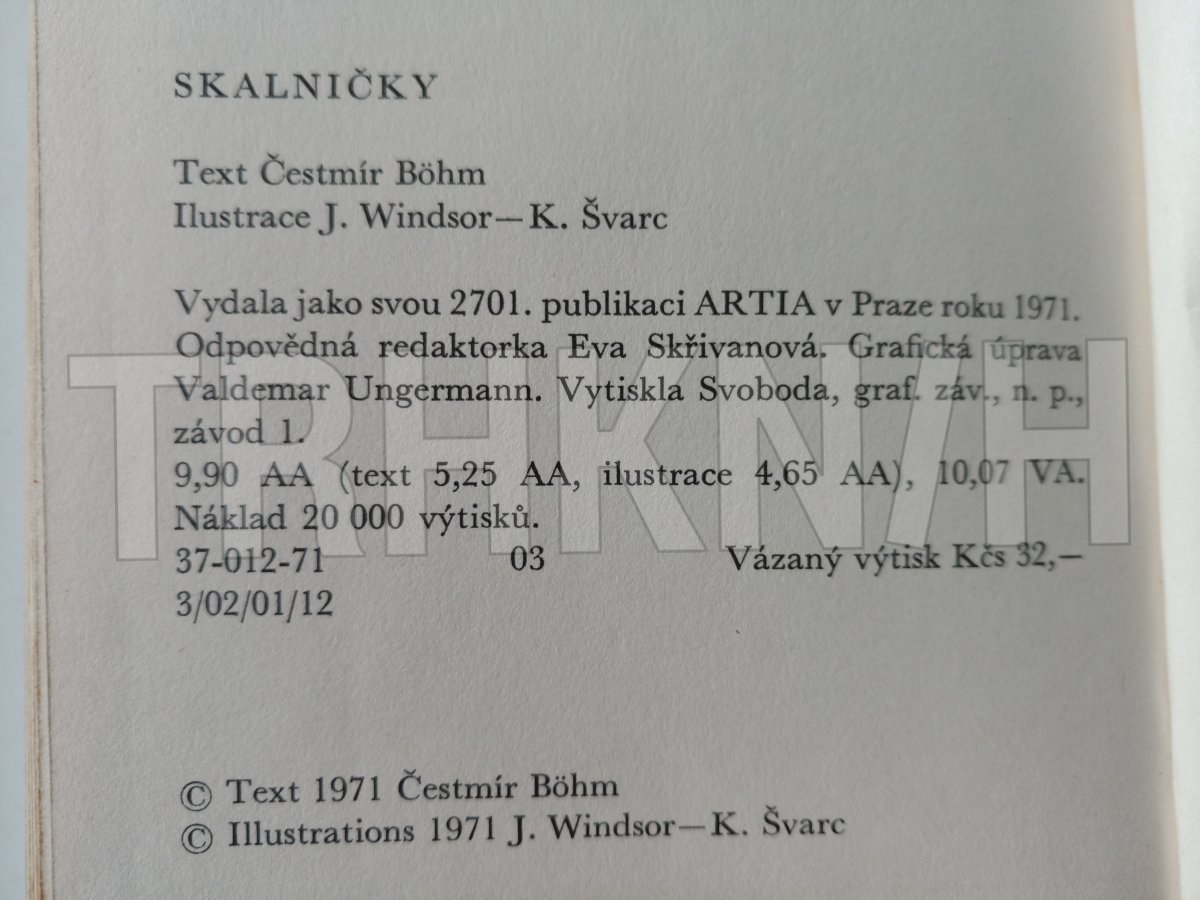 SKALNIČKY
Text Čestmír Böhm
Ilustrace J. Windsor—K. Švarc
Vydala jako svou 2701. publikaci ARTIA v Praze roku 1971.
Odpovědná redaktorka Eva Skřivanová. Grafická úprava
Valdemar Ungermann. Vytiskla Svoboda, graf. záv., n. p.,
závod 1.
9,90 AA (text 5,25 AA, ilustrace 4,65 AA), 10,07 VA.
Náklad 20 000 výtisků.
37-012-71 03 Vázaný výtisk Kčs 32,—
3/02/01/12
© Text 1971 Čestmír Böhm
© Illustrations 1971 J. Windsor—K. Švarc
TRHKNIH